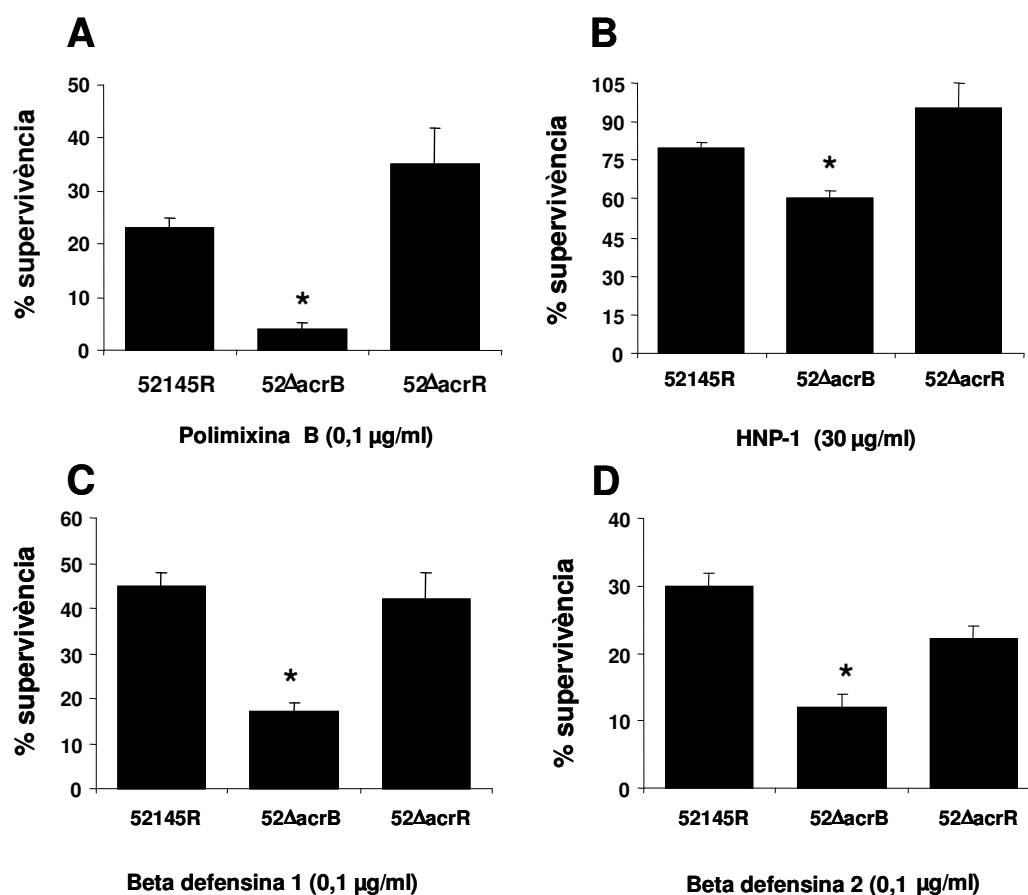 A
% supervivència
50
40
30
20
10
0
*
52145R 52ΔacrB 52ΔacrR
Polimixina B (0,1 µg/ml)
B
% supervivència
105
90
75
60
45
30
15
0
*
52145R 52ΔacrB 52ΔacrR
HNP-1 (30 µg/ml)
C
% supervivència
60
50
40
30
20
10
0
*
52145R 52ΔacrB 52ΔacrR
Beta defensina 1 (0,1 µg/ml)
D
% supervivència
40
30
20
10
0
*
52145R 52ΔacrB 52ΔacrR
Beta defensina 2 (0,1 µg/ml)